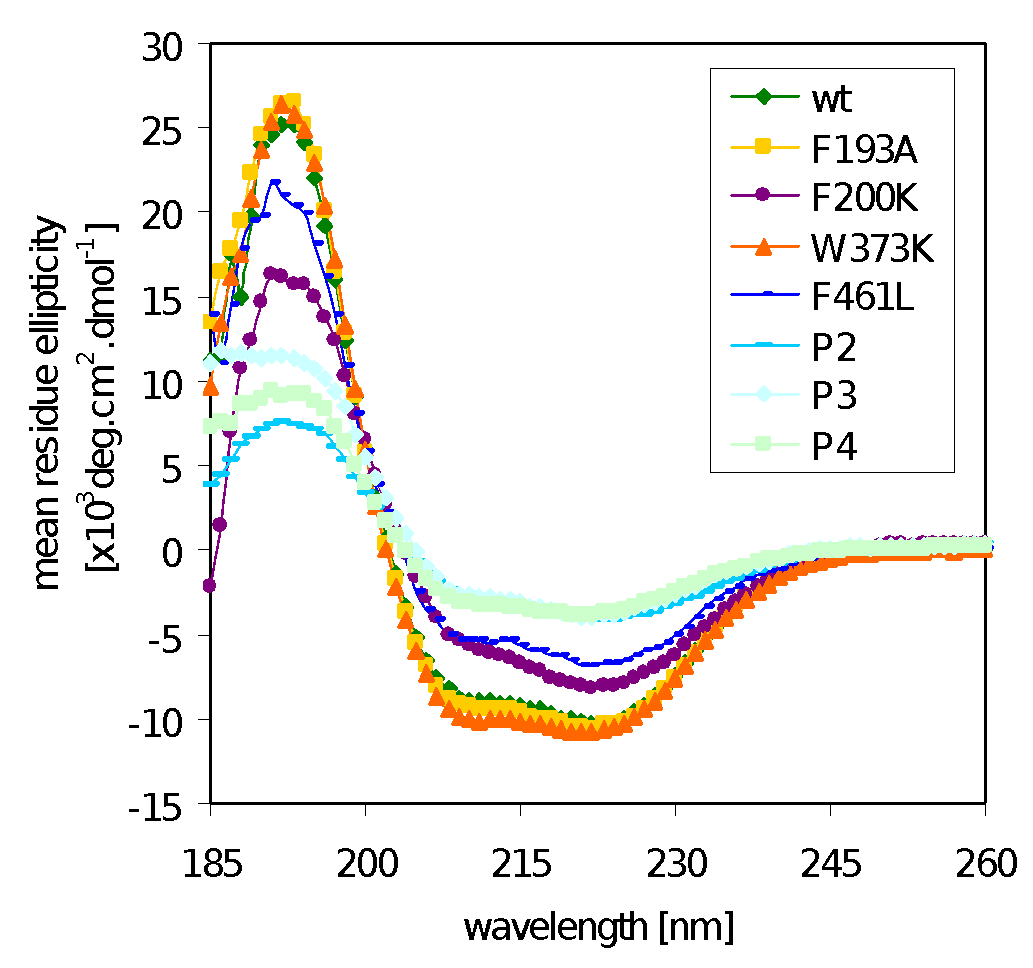 30
25
20
15
10
5
0
-5
-10
-15
185
200
215
230
245
260
wavelength [nm]
mean residue ellipticity
[x10³deg.cm² .dmol⁻¹]
wt
F193A
F200K
W373K
F461L
P2
P3
P4